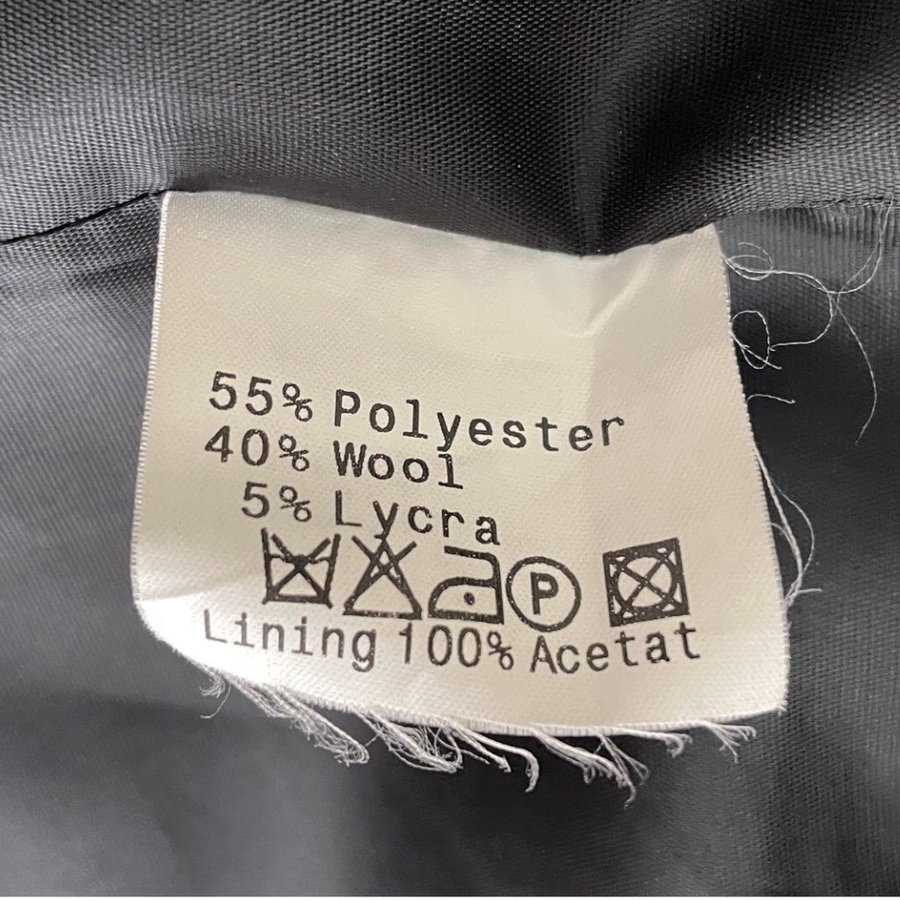 55% Polyester
40% Wool
5% Lycra
P
Lining 100% Acetat